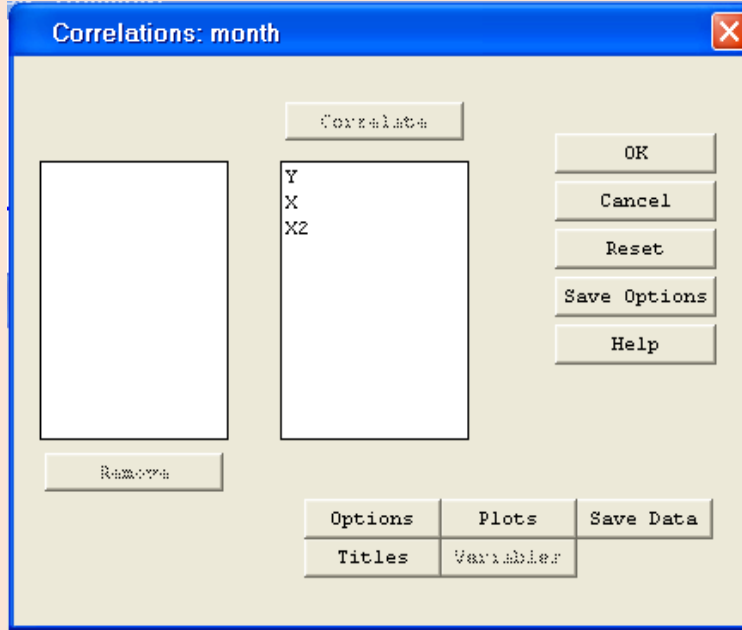 Correlations: month
Correlate
Y
X
X2
OK
Cancel
Reset
Save Options
Help
Remove
Options
Plots
Save Data
Titles
Variables